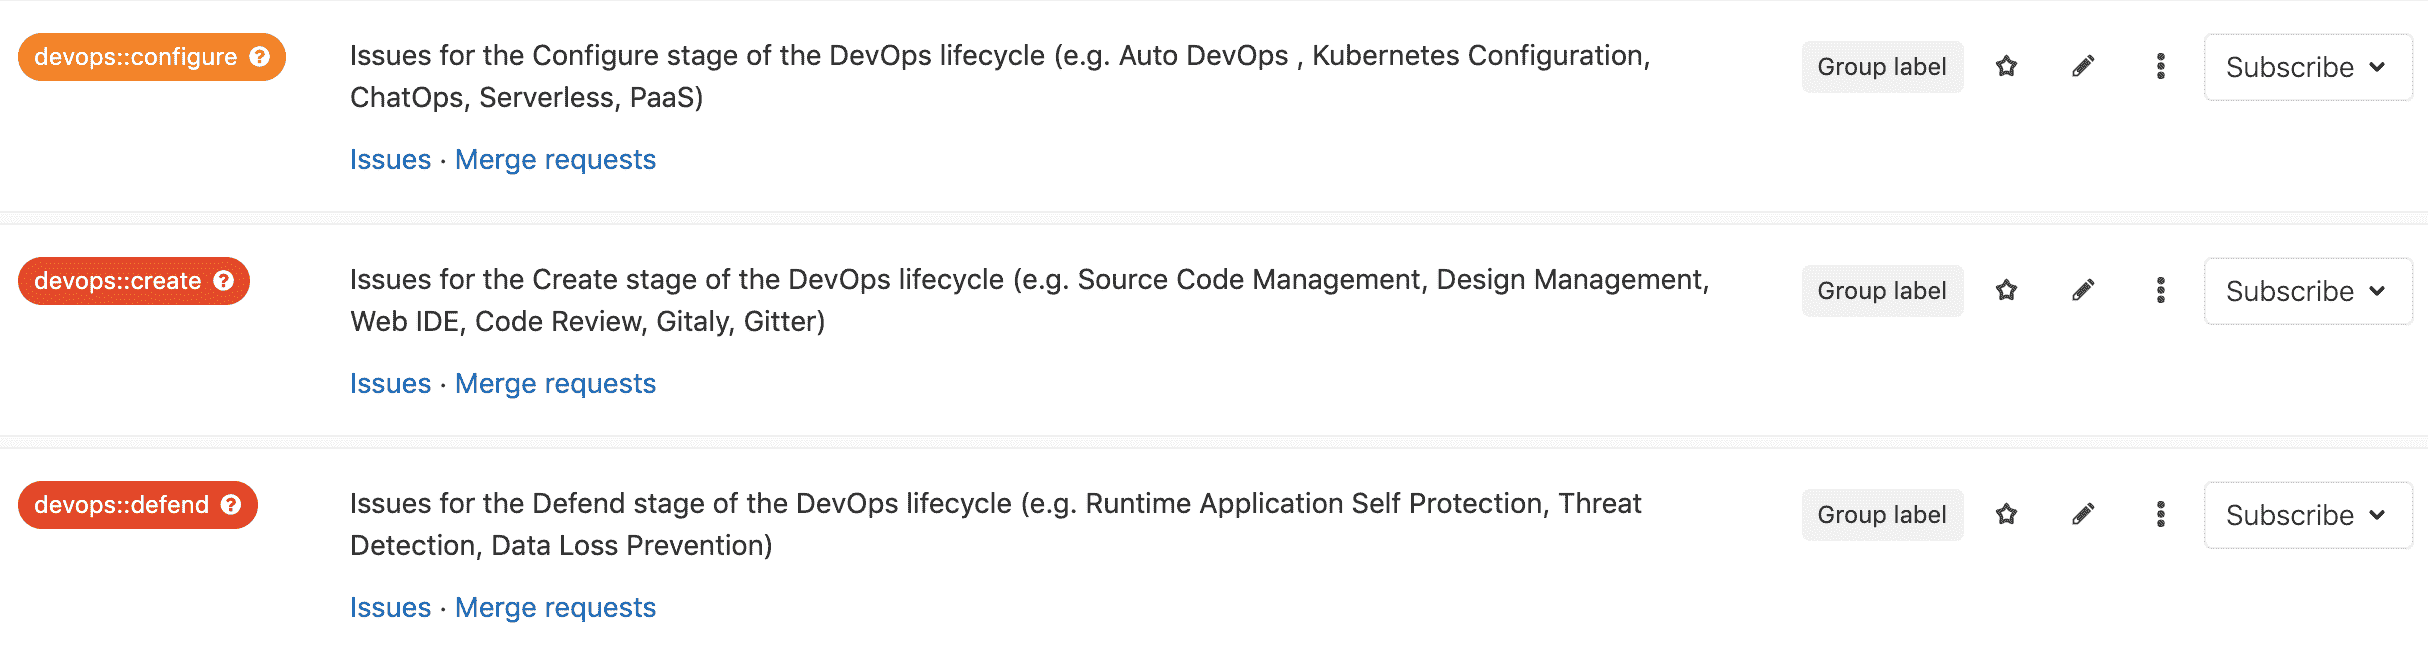 devops::configure ?
Issues for the Configure stage of the DevOps lifecycle (e.g. Auto DevOps , Kubernetes Configuration,
ChatOps, Serverless, PaaS)
Group label
Subscribe
Issues · Merge requests
devops::create ?
Issues for the Create stage of the DevOps lifecycle (e.g. Source Code Management, Design Management,
Web IDE, Code Review, Gitaly, Gitter)
Group label
Subscribe
Issues · Merge requests
devops::defend ?
Issues for the Defend stage of the DevOps lifecycle (e.g. Runtime Application Self Protection, Threat
Detection, Data Loss Prevention)
Group label
Subscribe
Issues · Merge requests